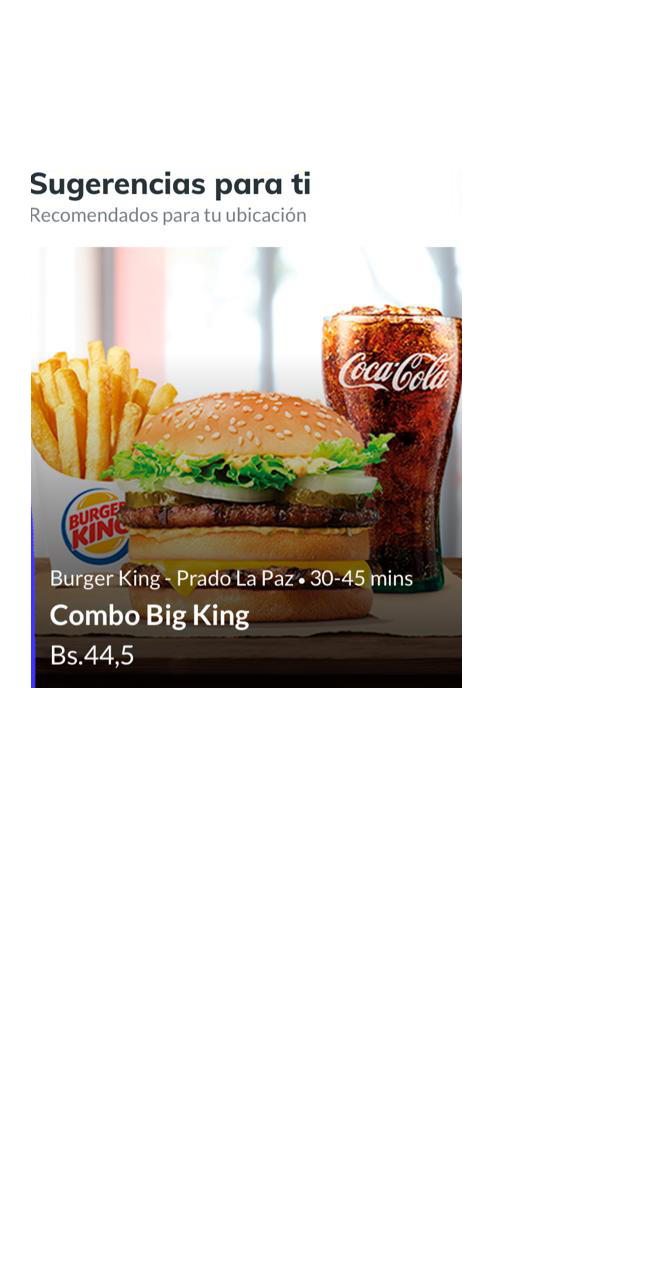 Sugerencias para ti
Recomendados para tu ubicación
Coca-Cola
BURGER
KING
Burger King - Prado La Paz • 30-45 mins
Combo Big King
Bs.44,5